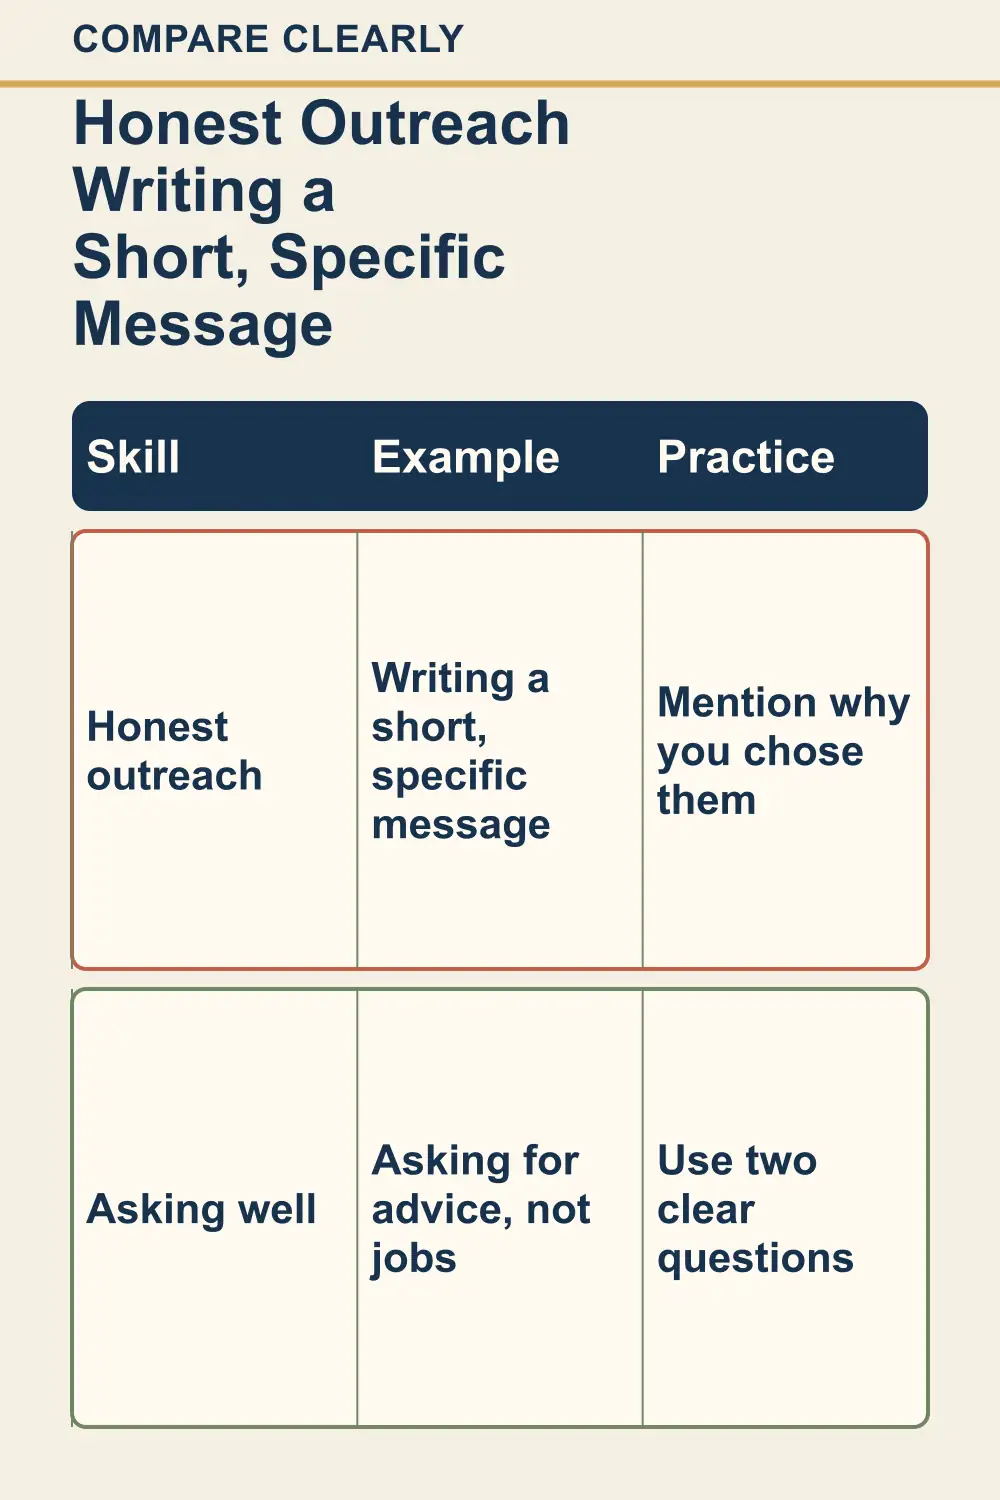 COMPARE CLEARLY
Honest Outreach
Writing a
Short, Specific
Message
Skill
Example
Practice
Honest
outreach
Writing a
short,
specific
message
Mention why
you chose
them
Asking well
Asking for
advice, not
jobs
Use two
clear
questions